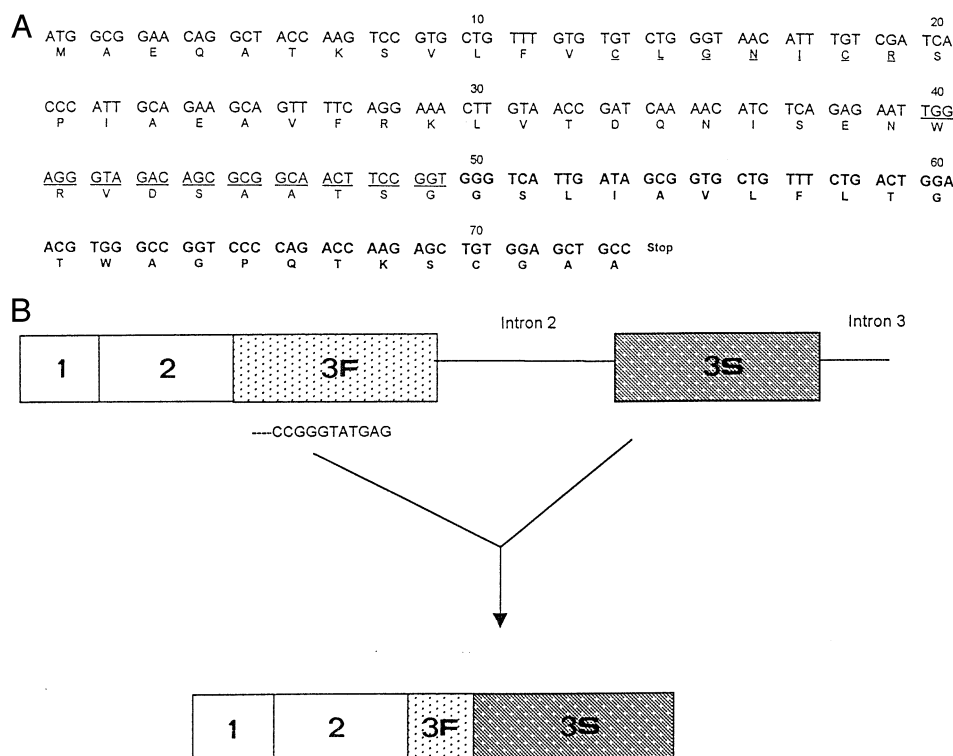 A
10 20
ATG GCG GAA CAG GCT ACC AAG TCC GTG CTG TTT GTG TGT CTG GGT AAC ATT TGT CGA TCA
M A E Q A T K S V L F V C L G N I C R S
30 40
CCC ATT GCA GAA GCA GTT TTC AGG AAA CTT GTA ACC GAT CAA AAC ATC TCA GAG AAT TGG
P I A E A V F R K L V T D Q N I S E N W
50 60
AGG GTA GAC AGC GCG GCA ACT TCC GGT GGG TCA TTG ATA GCG GTG CTG TTT CTG ACT GGA
R V D S A A T S G G S L I A V L F L T G
70
ACG TGG GCC GGT CCC CAG ACC AAG AGC TGT GGA GCT GCC Stop
T W A G P Q T K S C G A A
B
Intron 2 Intron 3
1 2 3F 3S
----CCGGGTATGAG
1 2 3F 3S